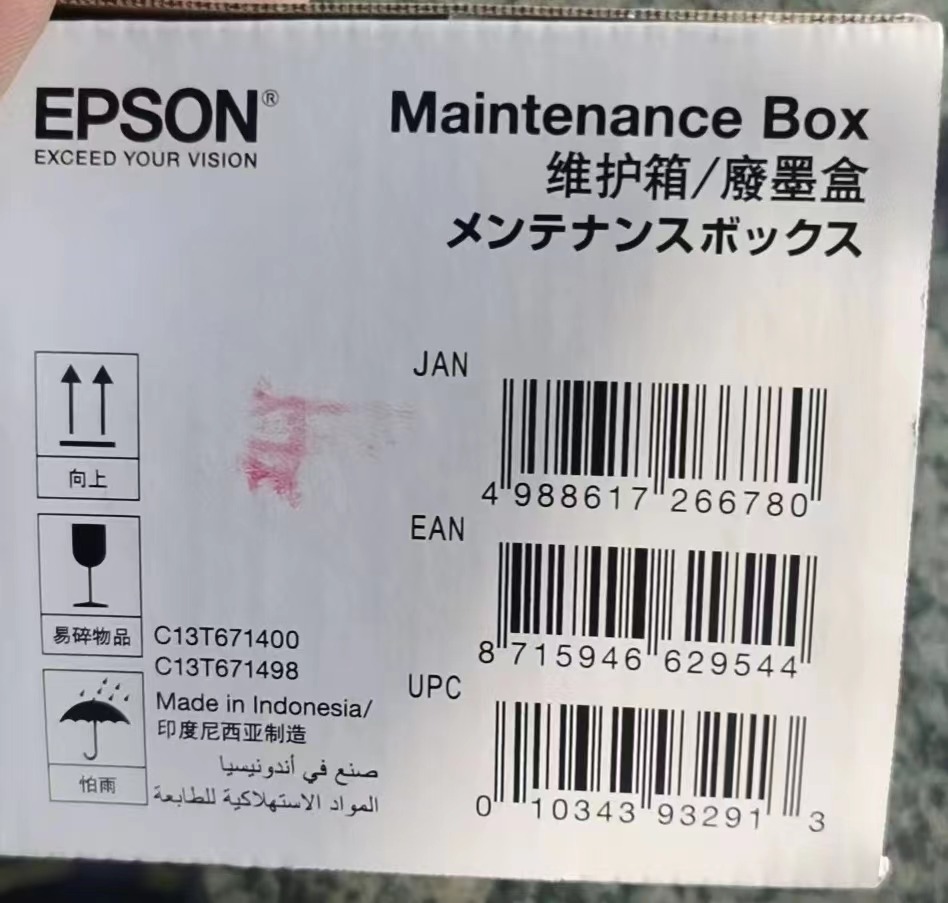 EPSON®
EXCEED YOUR VISION
Maintenance Box
维护箱/廢墨盒
メンテナンスボックス
向上
易碎物品
怕雨
C13T671400
C13T671498
Made in Indonesia/
印度尼西亚制造
صنع في أندونيسيا
المواد الاستهلاكية للطابعة
JAN
4 988617 266780
EAN
8 715946 629544
UPC
0 10343 93291 3